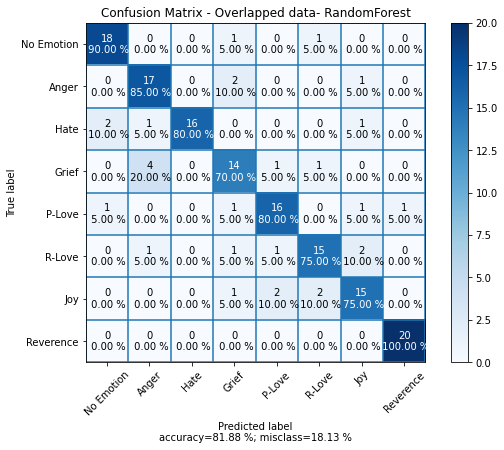 Confusion Matrix - Overlapped data- RandomForest
No Emotion 18 0 0 1 0 1 0 0
90.00 % 0.00 % 0.00 % 5.00 % 0.00 % 5.00 % 0.00 % 0.00 %
Anger 0 17 0 2 0 0 1 0
0.00 % 85.00 % 0.00 % 10.00 % 0.00 % 0.00 % 5.00 % 0.00 %
Hate 2 1 16 0 0 0 1 0
10.00 % 5.00 % 80.00 % 0.00 % 0.00 % 0.00 % 5.00 % 0.00 %
Grief 0 4 0 14 1 1 0 0
0.00 % 20.00 % 0.00 % 70.00 % 5.00 % 5.00 % 0.00 % 0.00 %
P-Love 1 0 0 1 16 0 1 1
5.00 % 0.00 % 0.00 % 5.00 % 80.00 % 0.00 % 5.00 % 5.00 %
R-Love 0 1 0 1 1 15 2 0
0.00 % 5.00 % 0.00 % 5.00 % 5.00 % 75.00 % 10.00 % 0.00 %
Joy 0 0 0 1 2 2 15 0
0.00 % 0.00 % 0.00 % 5.00 % 10.00 % 10.00 % 75.00 % 0.00 %
Reverence 0 0 0 0 0 0 0 20
0.00 % 0.00 % 0.00 % 0.00 % 0.00 % 0.00 % 0.00 % 100.00 %
True label
No Emotion Anger Hate Grief P-Love R-Love Joy Reverence
Predicted label
accuracy=81.88 %; misclass=18.13 %
20.0
17.5
15.0
12.5
10.0
7.5
5.0
2.5
0.0